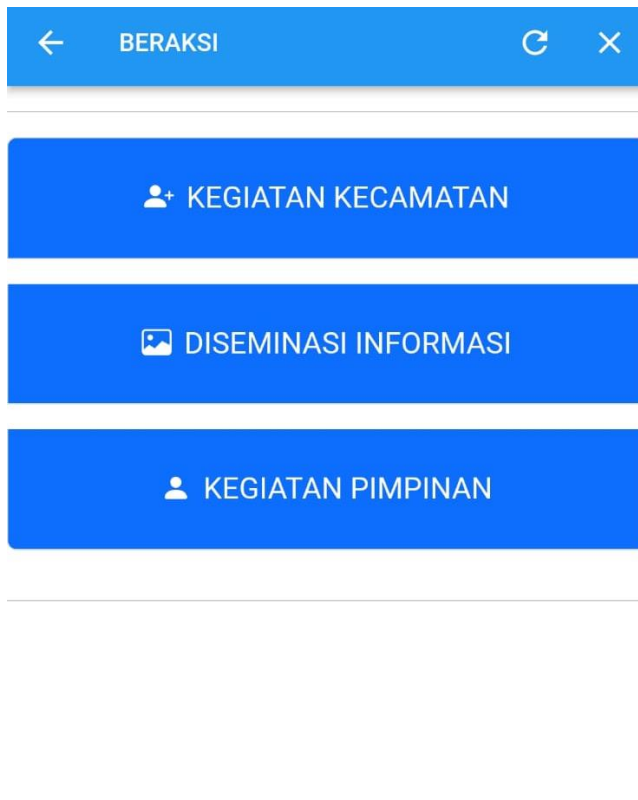 BERAKSI
KEGIATAN KECAMATAN
DISEMINASI INFORMASI
KEGIATAN PIMPINAN